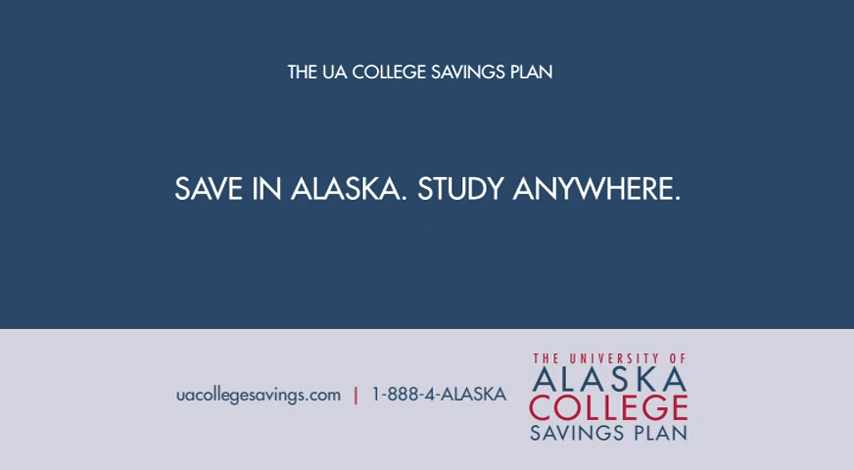 THE UA COLLEGE SAVINGS PLAN
SAVE IN ALASKA. STUDY ANYWHERE.
uacollegesavings.com | 1-888-4-ALASKA
THE UNIVERSITY OF
ALASKA
COLLEGE
SAVINGS PLAN